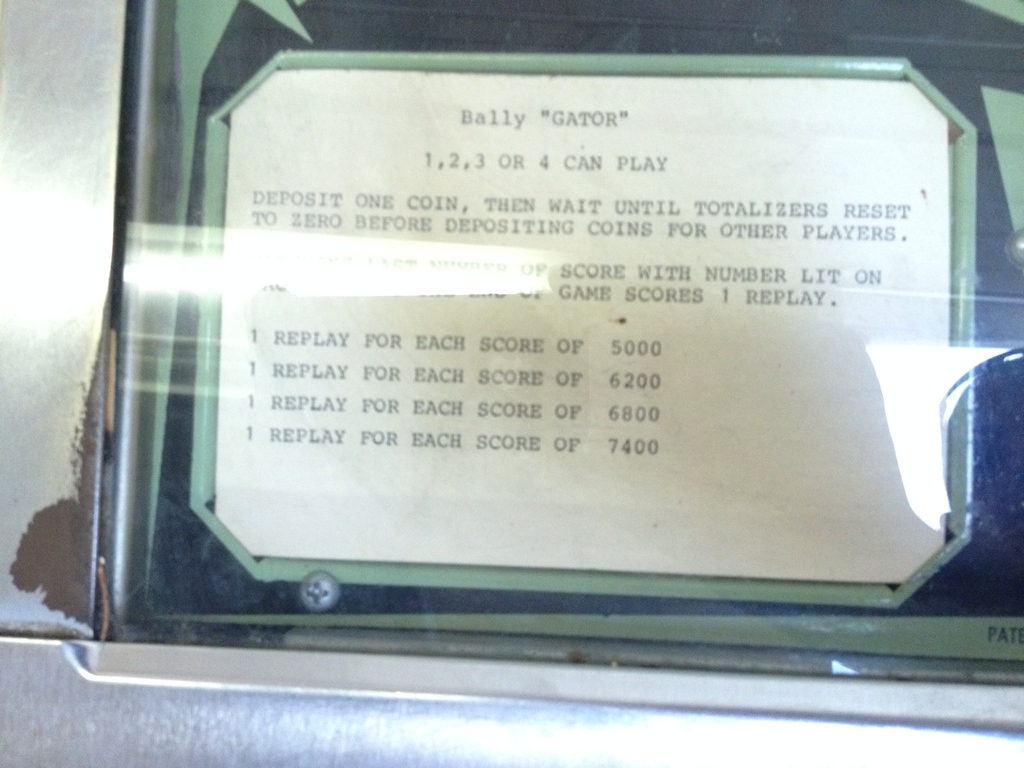 Bally "GATOR"
1,2,3 OR 4 CAN PLAY
DEPOSIT ONE COIN, THEN WAIT UNTIL TOTALIZERS RESET
TO ZERO BEFORE DEPOSITING COINS FOR OTHER PLAYERS.
LAST NUMBER OF SCORE WITH NUMBER LIT ON
END OF GAME SCORES 1 REPLAY.
1 REPLAY FOR EACH SCORE OF 5000
1 REPLAY FOR EACH SCORE OF 6200
1 REPLAY FOR EACH SCORE OF 6800
1 REPLAY FOR EACH SCORE OF 7400
PATE